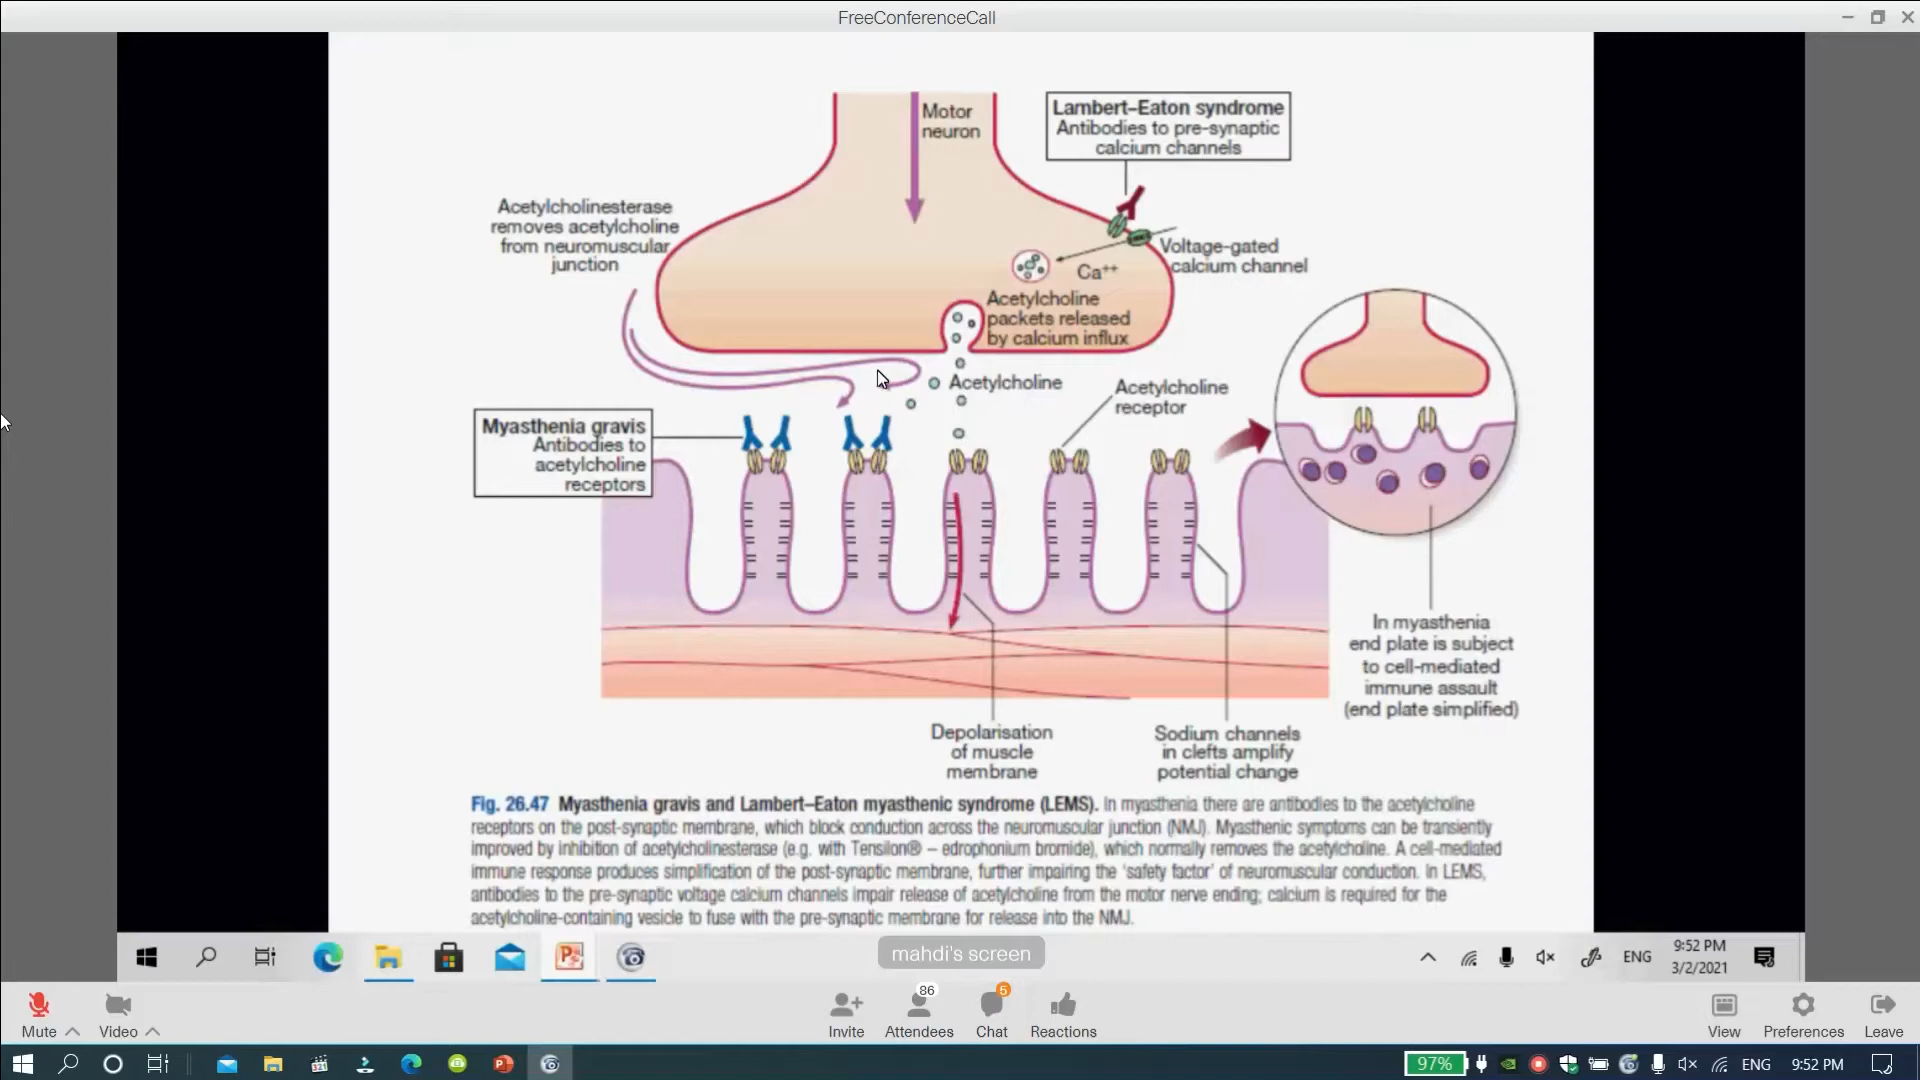 FreeConferenceCall
Motor
neuron
Lambert–Eaton syndrome
Antibodies to pre-synaptic
calcium channels
Acetylcholinesterase
removes acetylcholine
from neuromuscular
junction
Voltage-gated
calcium channel
Ca++
Acetylcholine
packets released
by calcium influx
Acetylcholine
Acetylcholine
receptor
Myasthenia gravis
Antibodies to
acetylcholine
receptors
In myasthenia
end plate is subject
to cell-mediated
immune assault
(end plate simplified)
Depolarisation
of muscle
membrane
Sodium channels
in clefts amplify
potential change
Fig. 26.47 Myasthenia gravis and Lambert–Eaton myasthenic syndrome (LEMS). In myasthenia there are antibodies to the acetylcholine
receptors on the post-synaptic membrane, which block conduction across the neuromuscular junction (NMJ). Myasthenic symptoms can be transiently
improved by inhibition of acetylcholinesterase (e.g. with Tensilon® – edrophonium bromide), which normally removes the acetylcholine. A cell-mediated
immune response produces simplification of the post-synaptic membrane, further impairing the 'safety factor' of neuromuscular conduction. In LEMS,
antibodies to the pre-synaptic voltage calcium channels impair release of acetylcholine from the motor nerve ending; calcium is required for the
acetylcholine-containing vesicle to fuse with the pre-synaptic membrane for release into the NMJ.
mahdi's screen
ENG
9:52 PM
3/2/2021
Mute
Video
Invite
86
Attendees
5
Chat
Reactions
View
Preferences
Leave
97%
ENG
9:52 PM